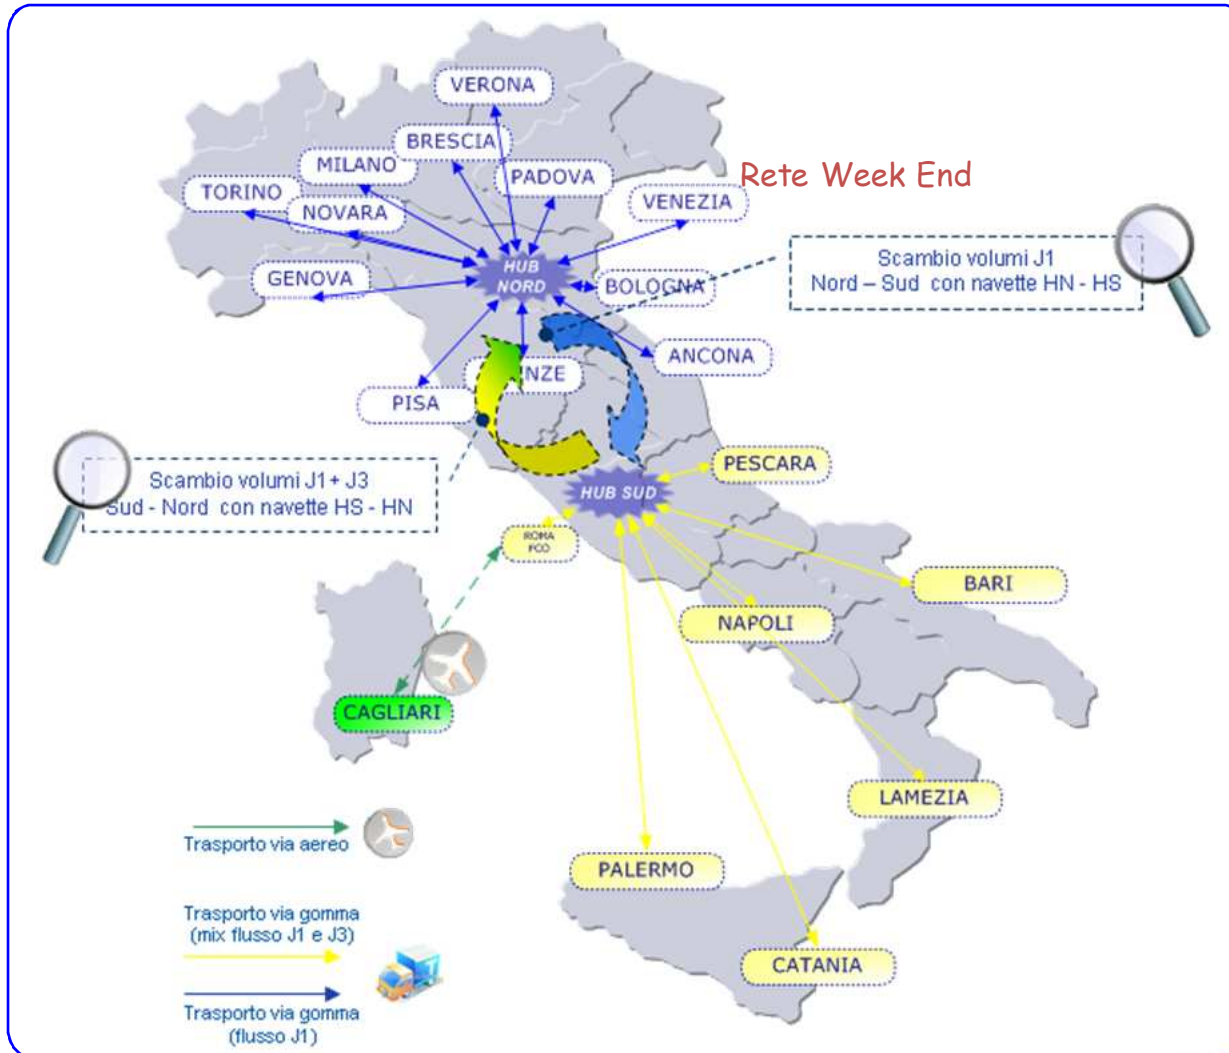 VERONA
BRESCIA
MILANO
PADOVA
Rete Week End
TORINO
VENEZIA
NOVARA
HUB
NORD
GENOVA
BOLOGNA
Scambio volumi J1
Nord – Sud con navette HN - HS
ANCONA
NZE
PISA
PESCARA
Scambio volumi J1 + J3
Sud - Nord con navette HS - HN
HUB SUD
ROMA
FCO
BARI
NAPOLI
CAGLIARI
LAMEZIA
Trasporto via aereo
PALERMO
Trasporto via gomma
(mix flusso J1 e J3)
CATANIA
Trasporto via gomma
(flusso J1)